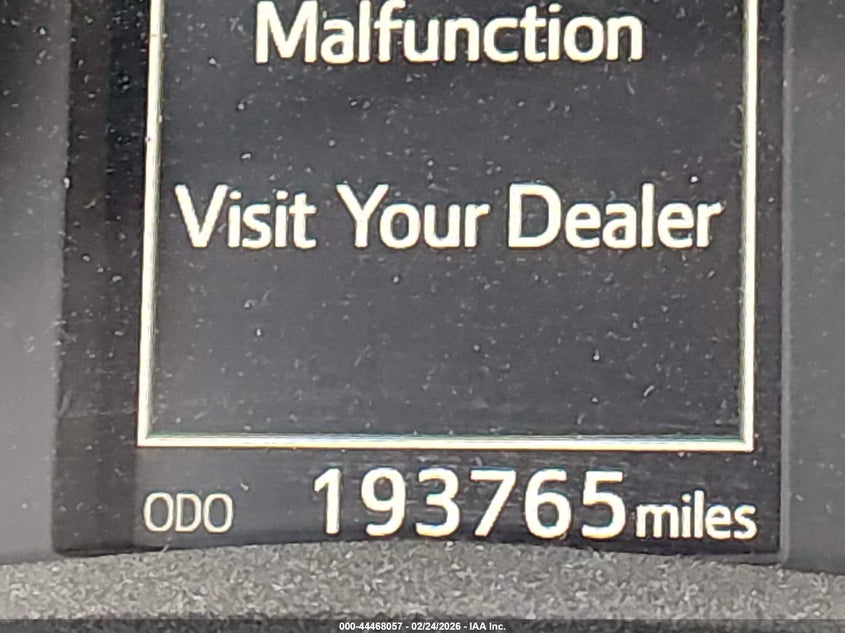 Malfunction
Visit Your Dealer
ODO 193765 miles
000-44468057 - 02/24/2026 - IAA Inc.